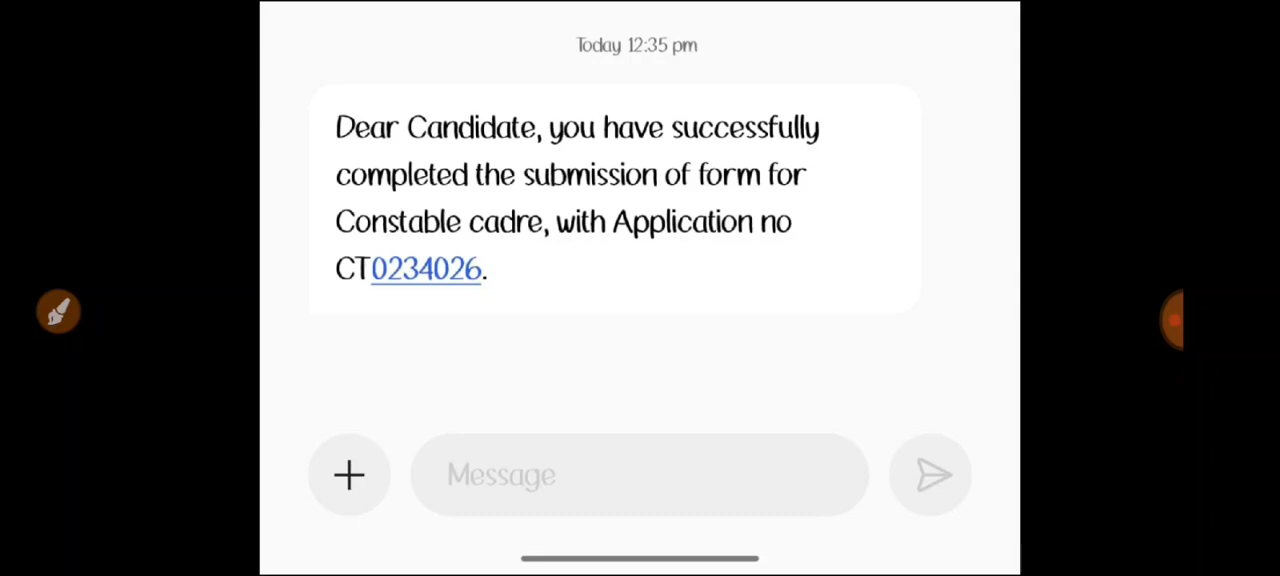 Today 12:35 pm
Dear Candidate, you have successfully
completed the submission of form for
Constable cadre, with Application no
CT0234026.
Message